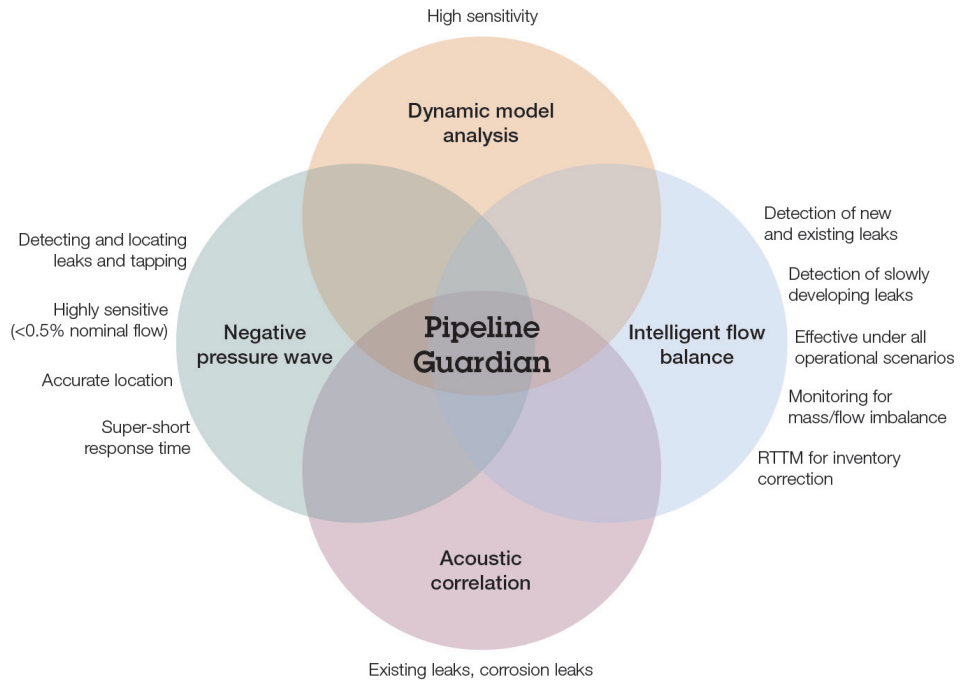 High sensitivity
Dynamic model
analysis
Detecting and locating
leaks and tapping
Highly sensitive
(<0.5% nominal flow)
Accurate location
Super-short
response time
Negative
pressure wave
Pipeline
Guardian
Intelligent flow
balance
Detection of new
and existing leaks
Detection of slowly
developing leaks
Effective under all
operational scenarios
Monitoring for
mass/flow imbalance
RTTM for inventory
correction
Acoustic
correlation
Existing leaks, corrosion leaks